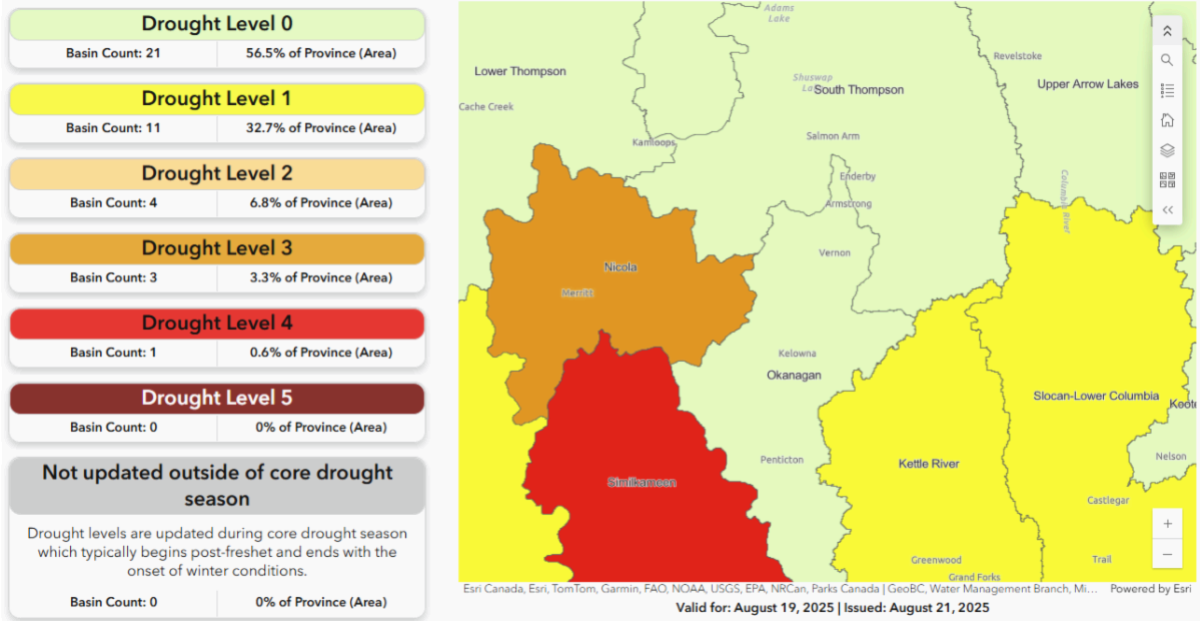 Drought Level 0
Basin Count: 21
56.5% of Province (Area)
Drought Level 1
Basin Count: 11
32.7% of Province (Area)
Drought Level 2
Basin Count: 4
6.8% of Province (Area)
Drought Level 3
Basin Count: 3
3.3% of Province (Area)
Drought Level 4
Basin Count: 1
0.6% of Province (Area)
Drought Level 5
Basin Count: 0
0% of Province (Area)
Not updated outside of core drought
season
Drought levels are updated during core drought season
which typically begins post-freshet and ends with the
onset of winter conditions.
Basin Count: 0
0% of Province (Area)
Adams
Lake
Revelstoke
Lower Thompson
Shuswap
South Thompson
Upper Arrow Lakes
Cache Creek
Salmon Arm
Kamloops
Enderby
Columbia River
Armstrong
Vernon
Nicola
Merritt
Kelowna
Okanagan
Slocan-Lower Columbia
Koote
Nelson
Penticton
Kettle River
Similkameen
Castlegar
Greenwood
Trail
Grand Forks
Esri Canada, Esri, TomTom, Garmin, FAO, NOAA, USGS, EPA, NRCan, Parks Canada | GeoBC, Water Management Branch, Mi...
Powered by Esri
Valid for: August 19, 2025 | Issued: August 21, 2025